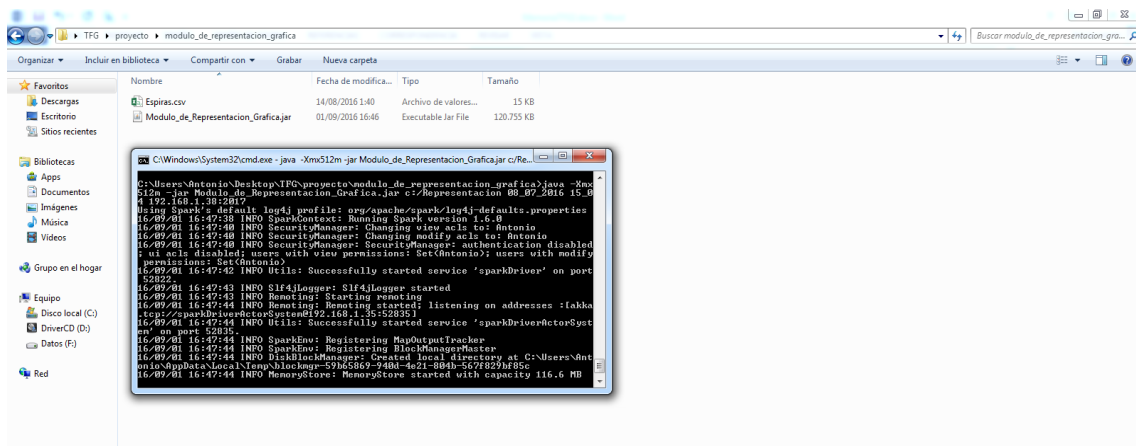 TFG ▸ proyecto ▸ modulo_de_representacion_grafica
Buscar modulo_de_representacion_gra...
Organizar Incluir en biblioteca Compartir con Grabar Nueva carpeta
Favoritos
Descargas
Escritorio
Sitios recientes
Bibliotecas
Apps
Documentos
Imágenes
Música
Vídeos
Grupo en el hogar
Equipo
Disco local (C:)
DriverCD (D:)
Datos (F:)
Red
Nombre Fecha de modifica... Tipo Tamaño
Espiras.csv 14/08/2016 1:40 Archivo de valores... 15 KB
Modulo_de_Representacion_Grafica.jar 01/09/2016 16:46 Executable Jar File 120.755 KB
C:\Windows\System32\cmd.exe - java -Xmx512m -jar Modulo_de_Representacion_Grafica.jar c:/Re...
C:\Users\Antonio\Desktop\TFG\proyecto\modulo_de_representacion_grafica>java -Xmx
512m -jar Modulo_de_Representacion_Grafica.jar c:/Representacion 08_07_2016 15_0
4 192.168.1.38:2017
Using Spark's default log4j profile: org/apache/spark/log4j-defaults.properties
16/09/01 16:47:38 INFO SparkContext: Running Spark version 1.6.0
16/09/01 16:47:40 INFO SecurityManager: Changing view acls to: Antonio
16/09/01 16:47:40 INFO SecurityManager: Changing modify acls to: Antonio
16/09/01 16:47:40 INFO SecurityManager: SecurityManager: authentication disabled
; ui acls disabled; users with view permissions: Set(Antonio); users with modify
permissions: Set(Antonio)
16/09/01 16:47:42 INFO Utils: Successfully started service 'sparkDriver' on port
52822.
16/09/01 16:47:43 INFO Slf4jLogger: Slf4jLogger started
16/09/01 16:47:43 INFO Remoting: Starting remoting
16/09/01 16:47:44 INFO Remoting: Remoting started; listening on addresses :[akka
.tcp://sparkDriverActorSystem@192.168.1.35:52835]
16/09/01 16:47:44 INFO Utils: Successfully started service 'sparkDriverActorSyst
em' on port 52835.
16/09/01 16:47:44 INFO SparkEnv: Registering MapOutputTracker
16/09/01 16:47:44 INFO SparkEnv: Registering BlockManagerMaster
16/09/01 16:47:44 INFO DiskBlockManager: Created local directory at C:\Users\Ant
onio\AppData\Local\Temp\blockmgr-59b65869-940d-4e21-804b-567f829bf85c
16/09/01 16:47:44 INFO MemoryStore: MemoryStore started with capacity 116.6 MB